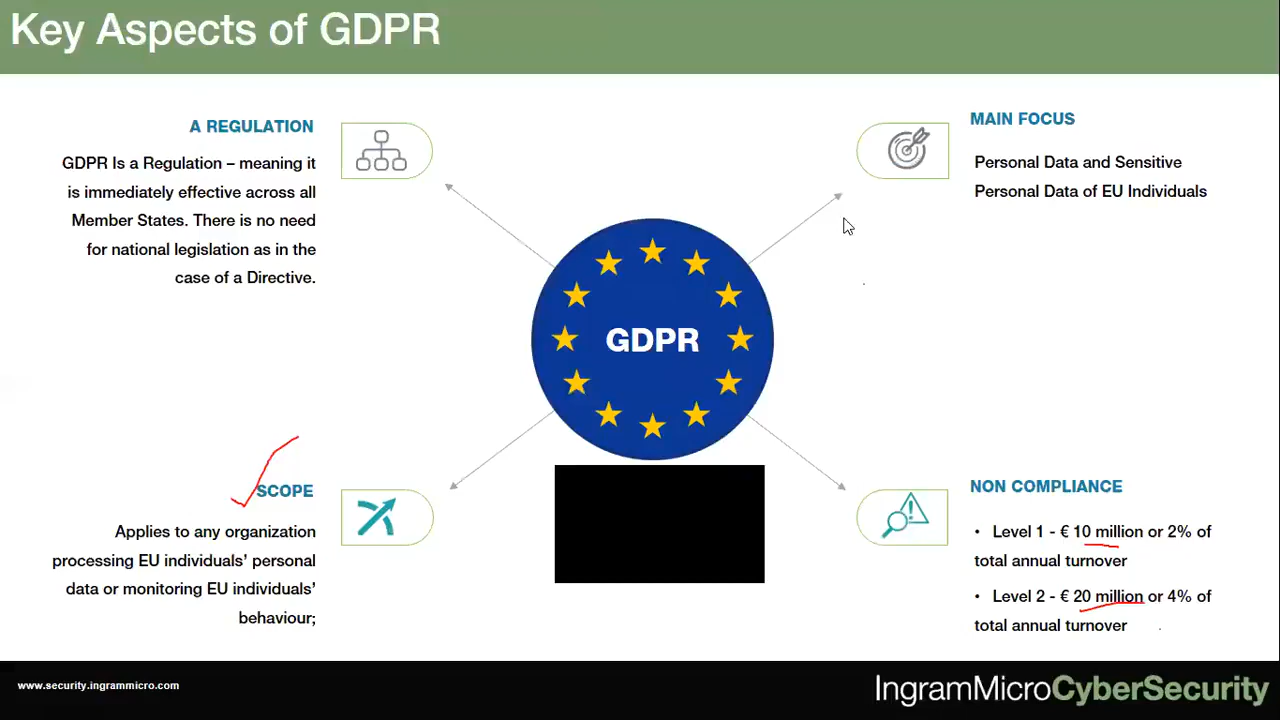 Key Aspects of GDPR
A REGULATION
GDPR Is a Regulation – meaning it
is immediately effective across all
Member States. There is no need
for national legislation as in the
case of a Directive.
MAIN FOCUS
Personal Data and Sensitive
Personal Data of EU Individuals
GDPR
SCOPE
Applies to any organization
processing EU individuals’ personal
data or monitoring EU individuals’
behaviour;
NON COMPLIANCE
• Level 1 - € 10 million or 2% of
total annual turnover
• Level 2 - € 20 million or 4% of
total annual turnover
www.security.ingrammicro.com
IngramMicroCyberSecurity